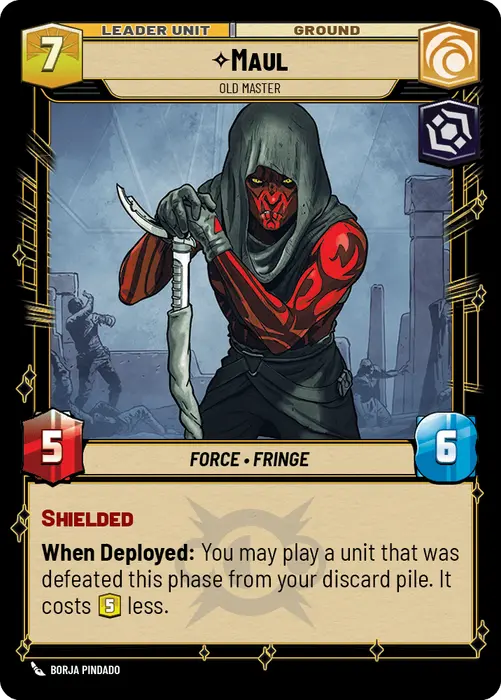 7
LEADER UNIT
GROUND
✧MAUL
OLD MASTER
5
6
FORCE • FRINGE
SHIELDED
When Deployed: You may play a unit that was
defeated this phase from your discard pile. It
costs 5 less.
BORJA PINDADO